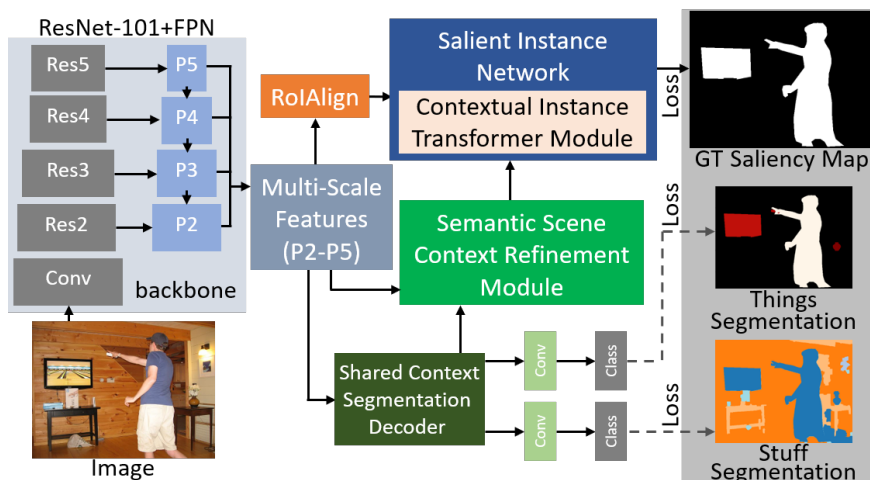 ResNet-101+FPN
Res5
P5
Res4
P4
Res3
P3
Res2
P2
Conv
backbone
Image
RoIAlign
Multi-Scale
Features
(P2-P5)
Salient Instance
Network
Contextual Instance
Transformer Module
Semantic Scene
Context Refinement
Module
Shared Context
Segmentation
Decoder
Conv
Class
Conv
Class
Loss
GT Saliency Map
Loss
Things
Segmentation
Loss
Stuff
Segmentation